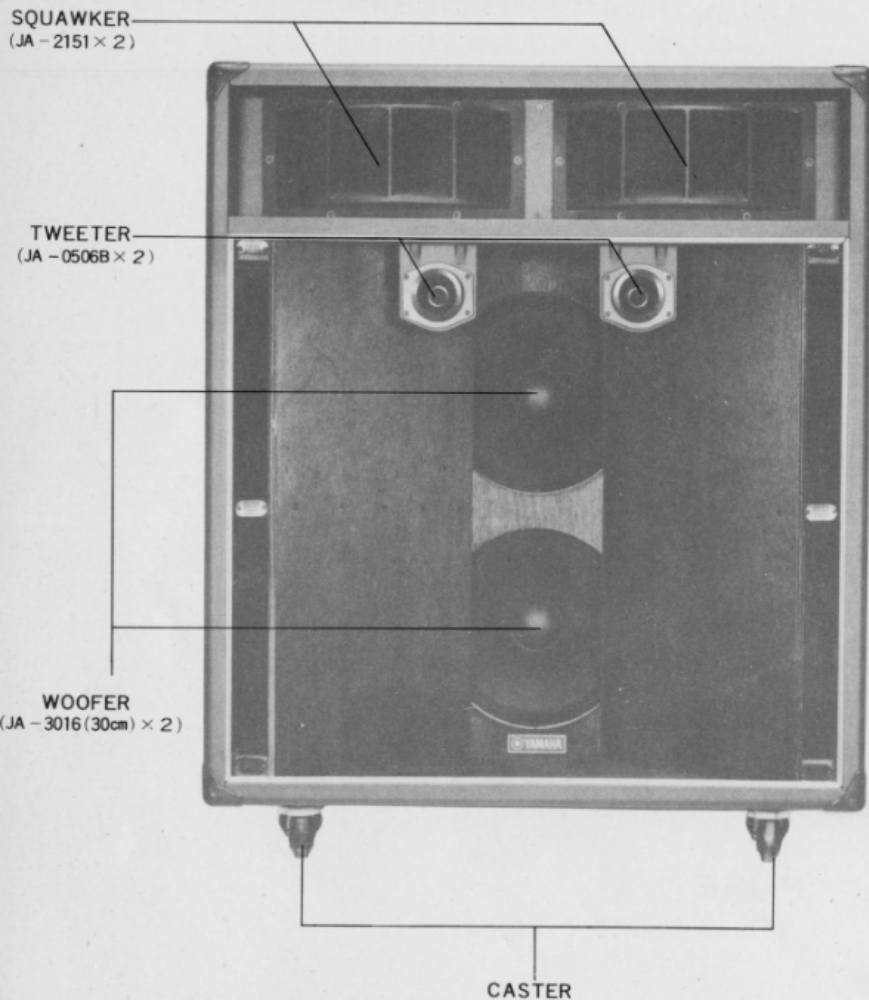 SQUAWKER
(JA-2151×2)
TWEETER
(JA-0506B×2)
WOOFER
(JA-3016(30cm)×2)
YAMAHA
CASTER